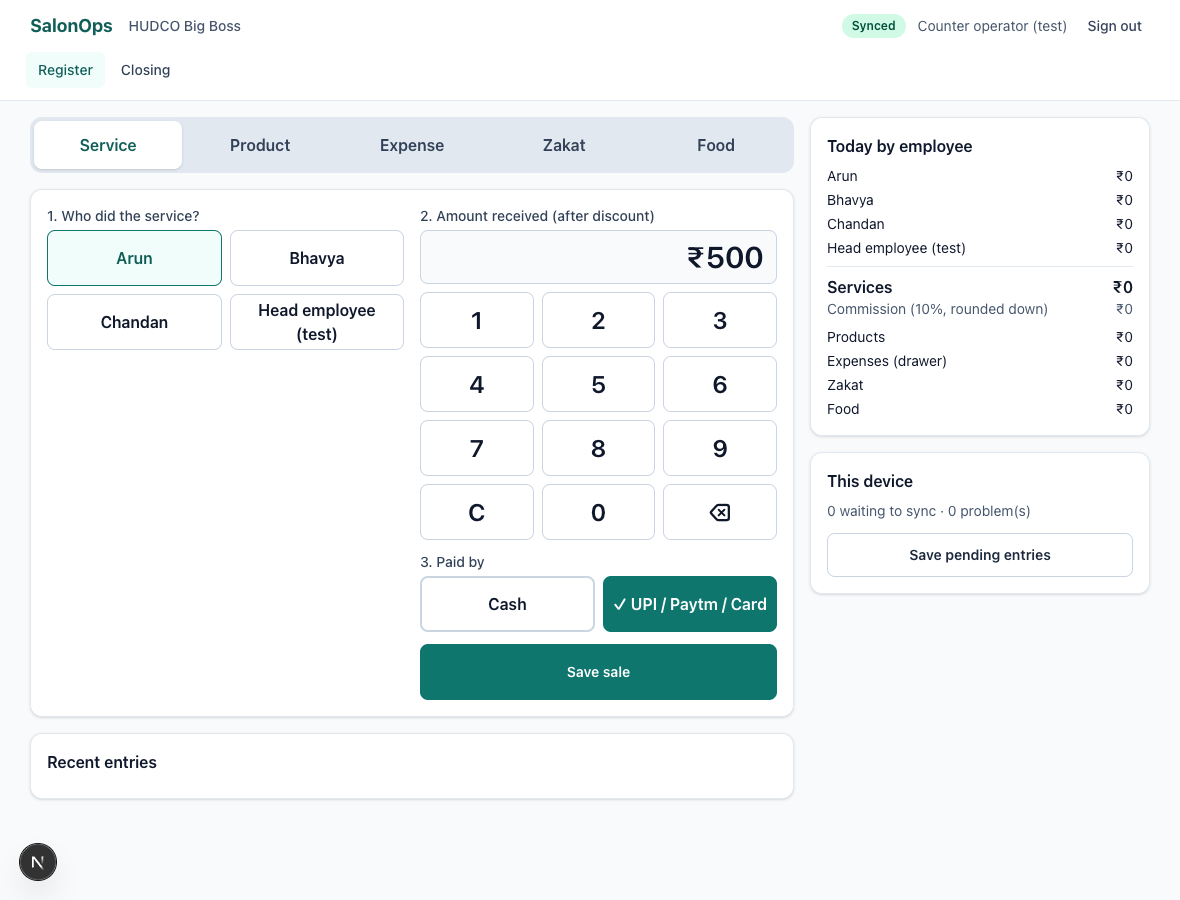 SalonOps HUDCO Big Boss Synced Counter operator (test) Sign out
Register Closing
Service Product Expense Zakat Food
1. Who did the service?
Arun Bhavya
Chandan Head employee (test)
2. Amount received (after discount)
₹500
1 2 3
4 5 6
7 8 9
C 0
3. Paid by
Cash ✓ UPI / Paytm / Card
Save sale
Recent entries
Today by employee
Arun ₹0
Bhavya ₹0
Chandan ₹0
Head employee (test) ₹0
Services ₹0
Commission (10%, rounded down) ₹0
Products ₹0
Expenses (drawer) ₹0
Zakat ₹0
Food ₹0
This device
0 waiting to sync · 0 problem(s)
Save pending entries
N